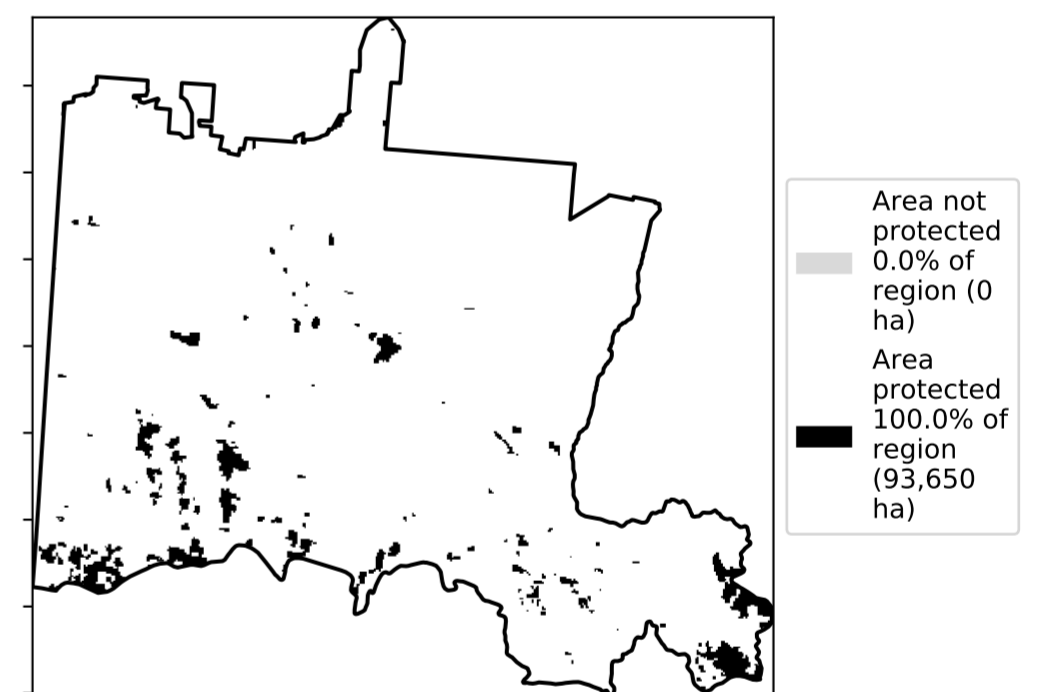 Area not
protected
0.0% of
region (0
ha)
Area
protected
100.0% of
region
(93,650
ha)